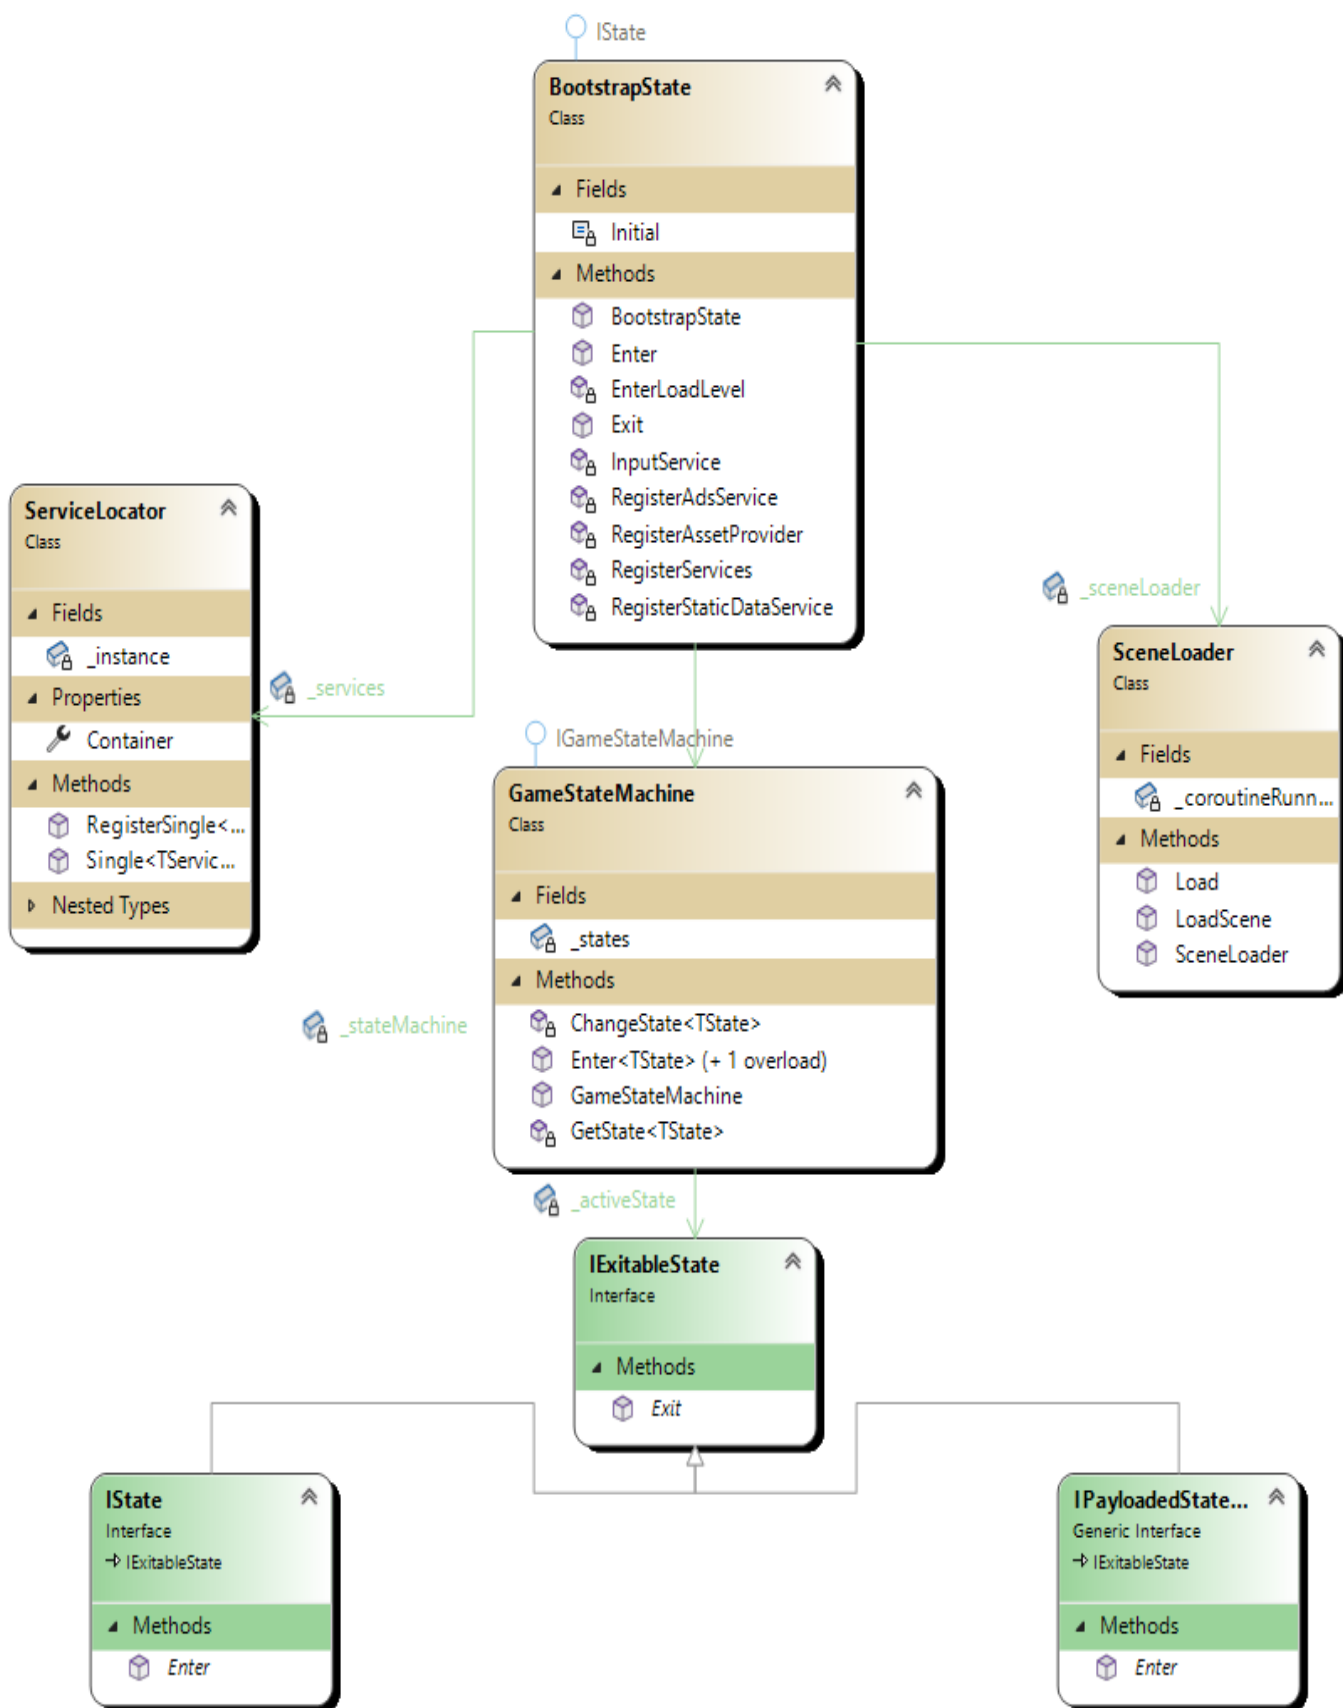 IState
BootstrapState
Class
Fields
Initial
Methods
BootstrapState
Enter
EnterLoadLevel
Exit
InputService
RegisterAdsService
RegisterAssetProvider
RegisterServices
RegisterStaticDataService
ServiceLocator
Class
Fields
_instance
Properties
Container
Methods
RegisterSingle<...
Single<TServic...
Nested Types
_services
_sceneLoader
SceneLoader
Class
Fields
_coroutineRunn...
Methods
Load
LoadScene
SceneLoader
IGameStateMachine
GameStateMachine
Class
Fields
_states
Methods
ChangeState<TState>
Enter<TState> (+ 1 overload)
GameStateMachine
GetState<TState>
_stateMachine
_activeState
IExitableState
Interface
Methods
Exit
IState
Interface
IExitableState
Methods
Enter
IPayloadedState...
Generic Interface
IExitableState
Methods
Enter